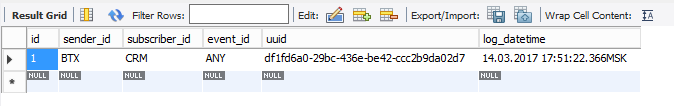 Result Grid Filter Rows: Edit: Export/Import: Wrap Cell Content: IA
id sender_id subscriber_id event_id uuid log_datetime
1 BTX CRM ANY df1fd6a0-29bc-436e-be42-ccc2b9da02d7 14.03.2017 17:51:22.366MSK
NULL NULL NULL NULL NULL NULL